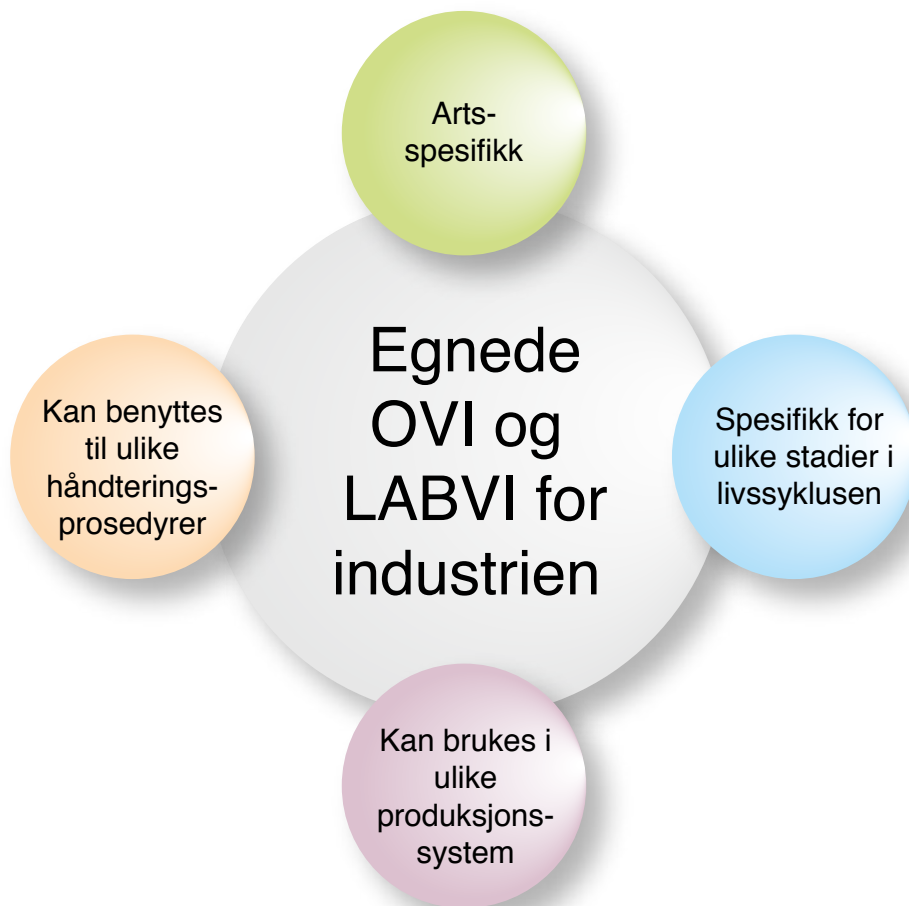 Arts-
spesifikk
Egnede
OVI og
LABVI for
industrien
Kan benyttes
til ulike
håndterings-
prosedyrer
Spesifikk for
ulike stadier i
livssyklusen
Kan brukes i
ulike
produksjons-
system